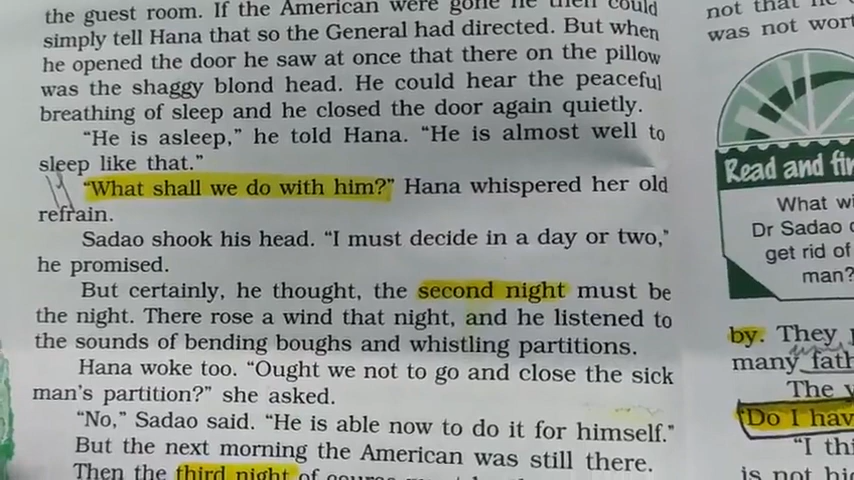 the guest room. If the American were gone he then could
simply tell Hana that so the General had directed. But when
he opened the door he saw at once that there on the pillow
was the shaggy blond head. He could hear the peaceful
breathing of sleep and he closed the door again quietly.
“He is asleep,” he told Hana. “He is almost well to
sleep like that.”
“What shall we do with him?” Hana whispered her old
refrain.
Sadao shook his head. “I must decide in a day or two,”
he promised.
But certainly, he thought, the second night must be
the night. There rose a wind that night, and he listened to
the sounds of bending boughs and whistling partitions.
Hana woke too. “Ought we not to go and close the sick
man's partition?” she asked.
“No,” Sadao said. “He is able now to do it for himself.”
But the next morning the American was still there.
Then the third night of course
not that
was not
Read and
What
Dr Sadao
get rid of
man?
by. They
many
The
“Do I
“I
is not